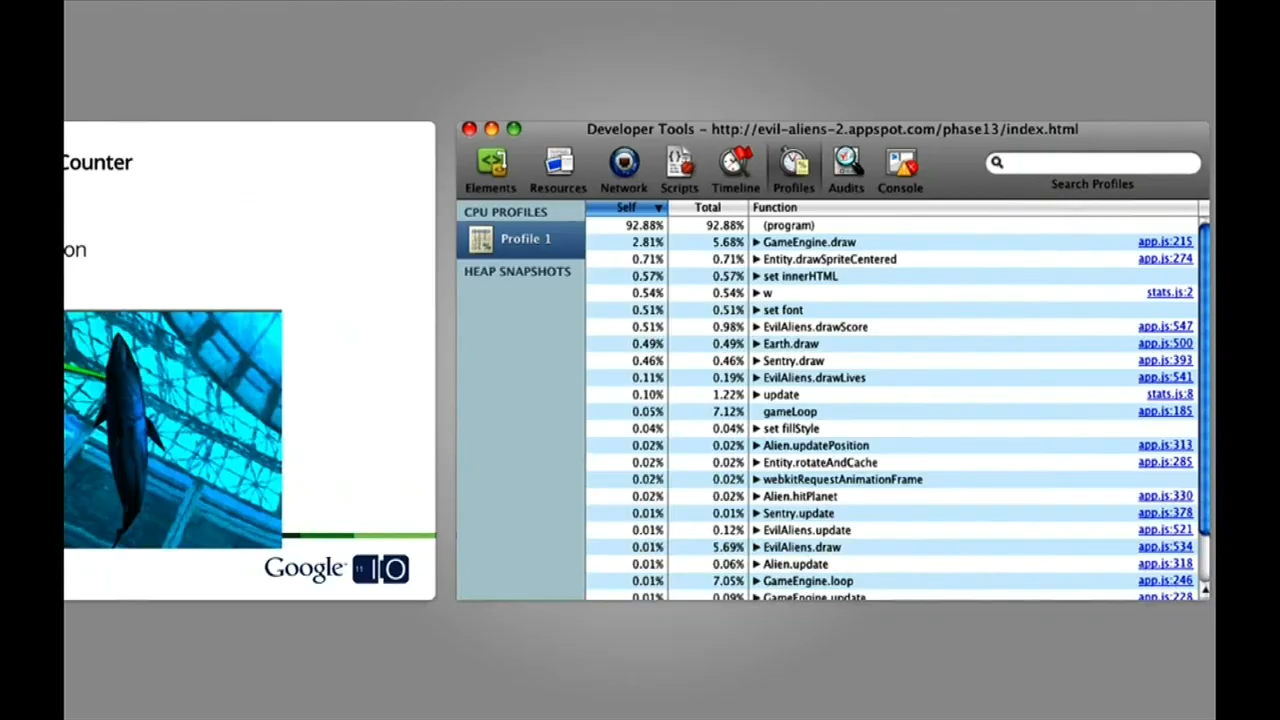 Counter
on
Google 11 IO
Developer Tools - http://evil-aliens-2.appspot.com/phase13/index.html
Elements Resources Network Scripts Timeline Profiles Audits Console Search Profiles
CPU PROFILES
Profile 1
HEAP SNAPSHOTS
Self Total Function
92.88% 92.88% (program)
2.81% 5.68% GameEngine.draw app.js:215
0.71% 0.71% Entity.drawSpriteCentered app.js:274
0.57% 0.57% set innerHTML
0.54% 0.54% w stats.js:2
0.51% 0.51% set font
0.51% 0.98% EvilAliens.drawScore app.js:547
0.49% 0.49% Earth.draw app.js:500
0.46% 0.46% Sentry.draw app.js:393
0.11% 0.19% EvilAliens.drawLives app.js:541
0.10% 1.22% update stats.js:8
0.05% 7.12% gameLoop app.js:185
0.04% 0.04% set fillStyle
0.02% 0.02% Alien.updatePosition app.js:313
0.02% 0.02% Entity.rotateAndCache app.js:285
0.02% 0.02% webkitRequestAnimationFrame
0.02% 0.02% Alien.hitPlanet app.js:330
0.01% 0.01% Sentry.update app.js:378
0.01% 0.12% EvilAliens.update app.js:521
0.01% 5.69% EvilAliens.draw app.js:534
0.01% 0.06% Alien.update app.js:318
0.01% 7.05% GameEngine.loop app.js:246
0.01% 0.09% GameEngine.update app.js:228